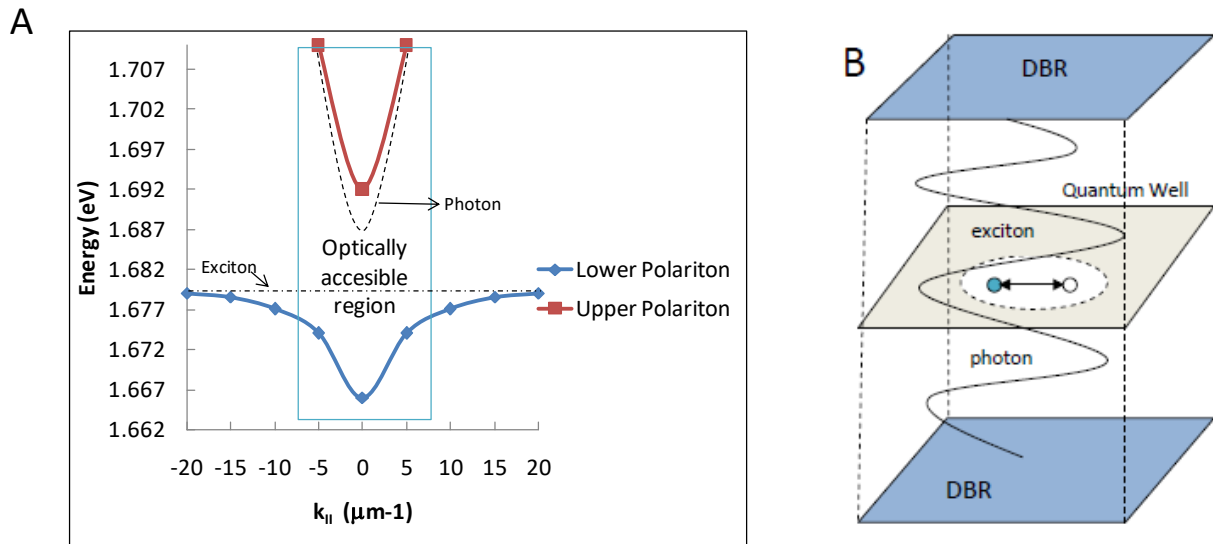 A
1.707
1.702
1.697
1.692
1.687
1.682
1.677
1.672
1.667
1.662
Energy (eV)
-20 -15 -10 -5 0 5 10 15 20
k_II (μm-1)
Photon
Exciton
Optically
accesible
region
Lower Polariton
Upper Polariton
B
DBR
Quantum Well
exciton
photon
DBR